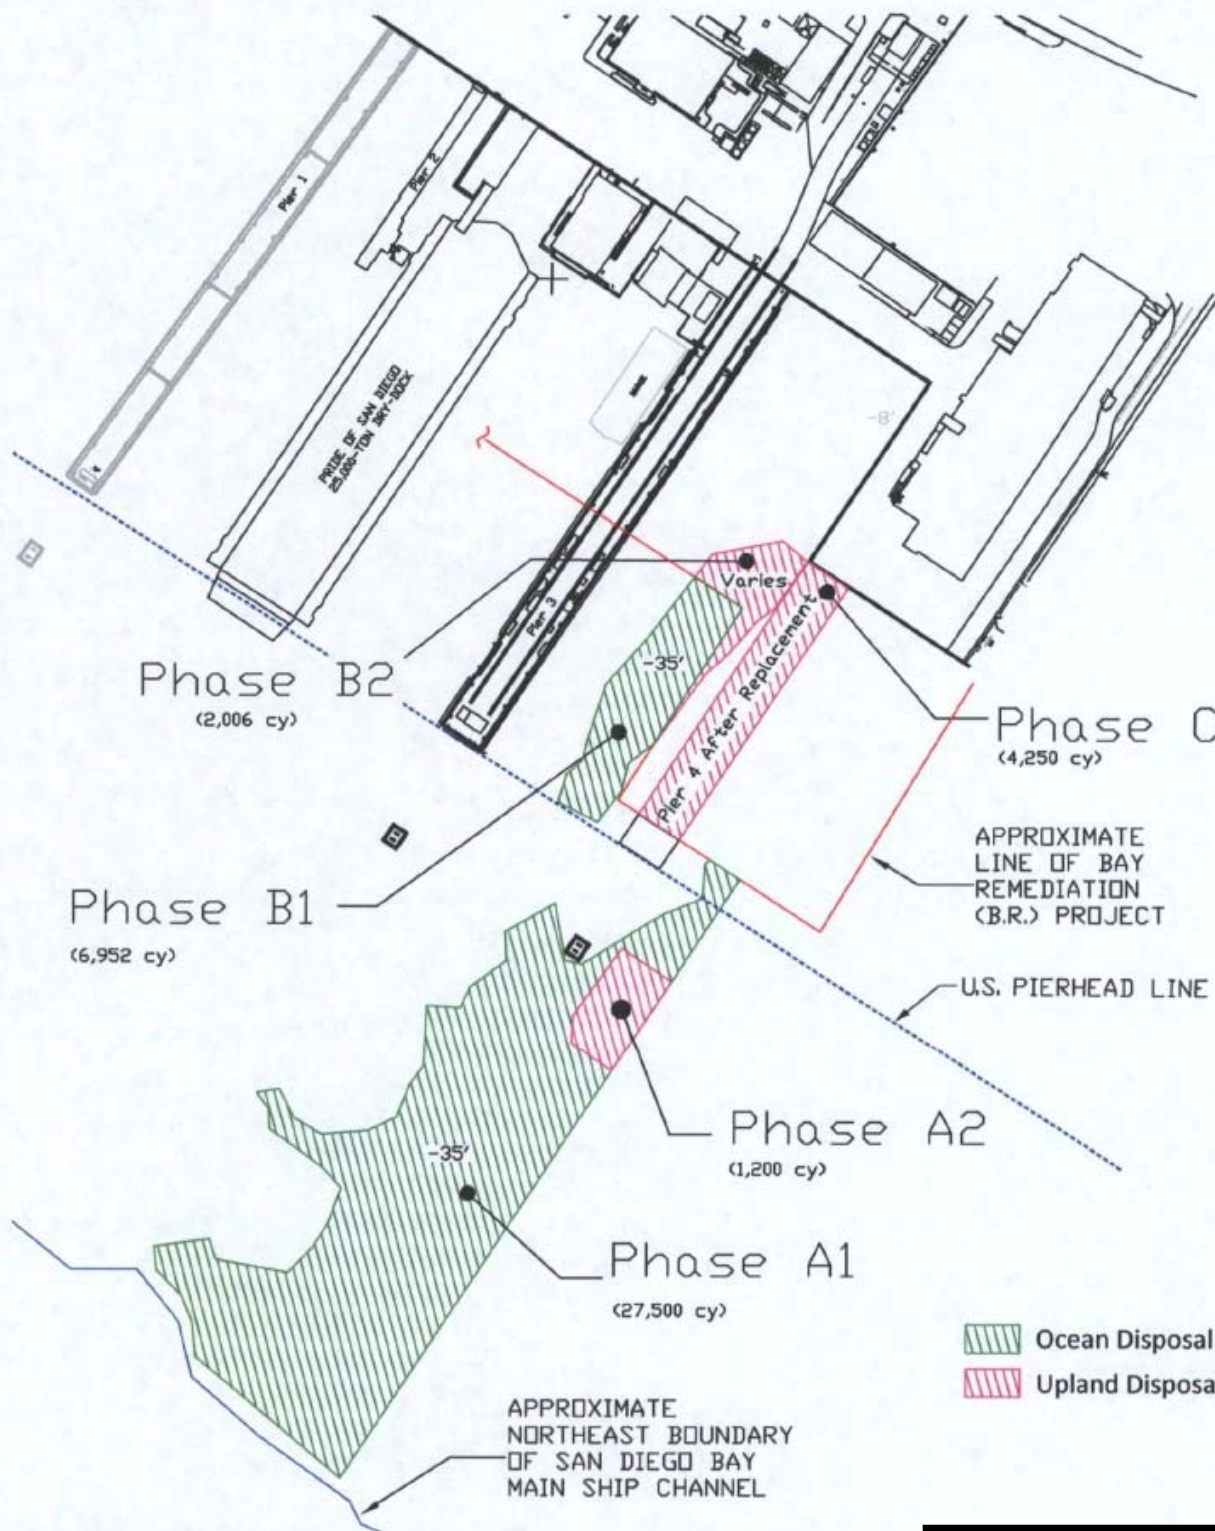 Pier 1
Pier 2
PRIDE OF SAN DIEGO
25,000-TON DRY-DOCK
-8'
Varies
Pier 3
-35'
Phase B2
(2,006 cy)
Pier 4 After Replacement
Phase C
(4,250 cy)
APPROXIMATE
LINE OF BAY
REMEDIATION
(B.R.) PROJECT
Phase B1
(6,952 cy)
U.S. PIERHEAD LINE
Phase A2
(1,200 cy)
-35'
Phase A1
(27,500 cy)
Ocean Disposal
Upland Disposa
APPROXIMATE
NORTHEAST BOUNDARY
OF SAN DIEGO BAY
MAIN SHIP CHANNEL